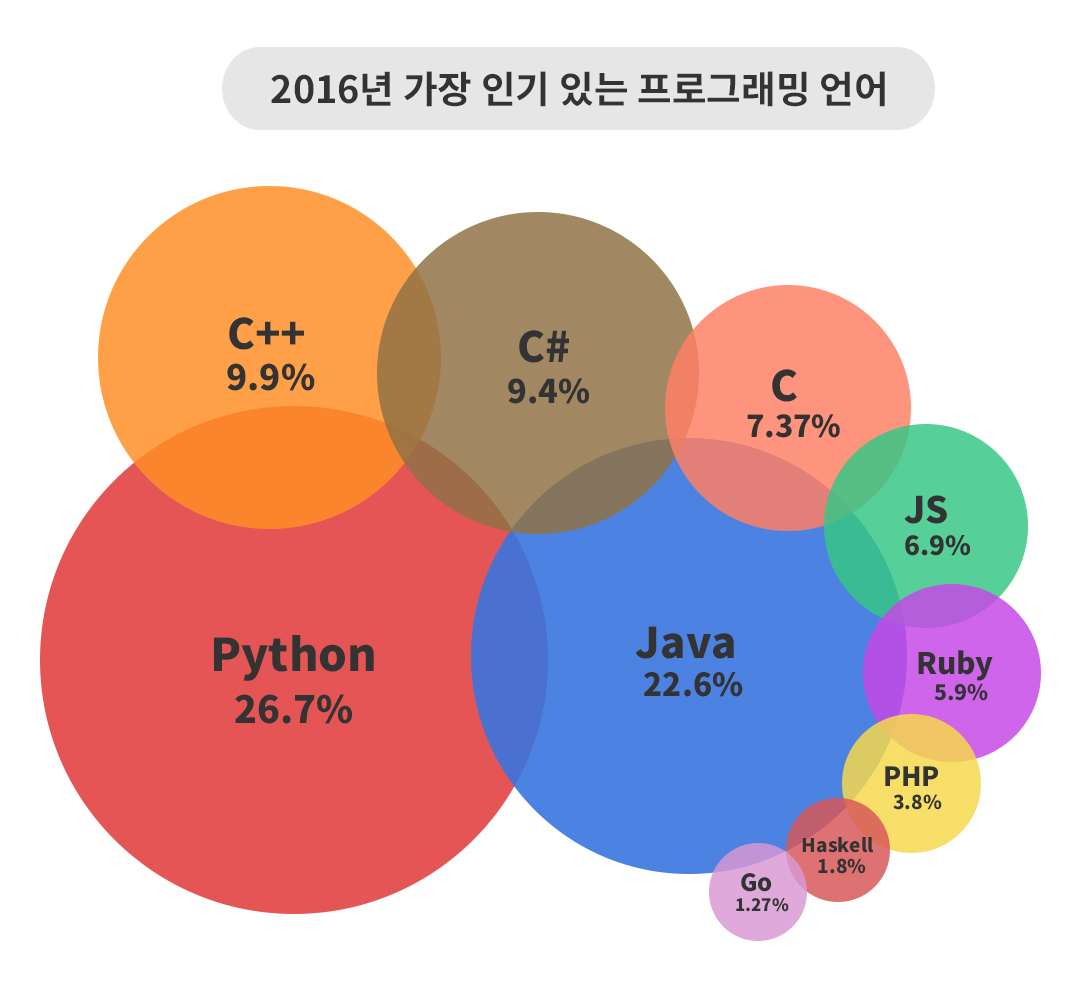 2016년 가장 인기 있는 프로그래밍 언어
C++
9.9%
C#
9.4%
C
7.37%
JS
6.9%
Python
26.7%
Java
22.6%
Ruby
5.9%
PHP
3.8%
Haskell
1.8%
Go
1.27%